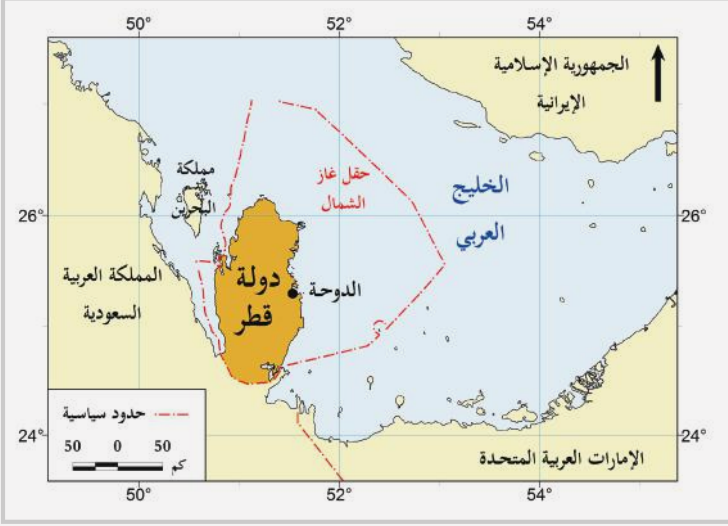 50° 52° 54°
الجمهورية الإسلامية
الإيرانية
مملكة
البحرين
حقل غاز
الشمال
الخليج
العربي
26° 26°
المملكة العربية
السعودية
دولة
قطر
الدوحة
حدود سياسية
50 0 50
كم
24° 24°
الإمارات العربية المتحدة
50° 52° 54°